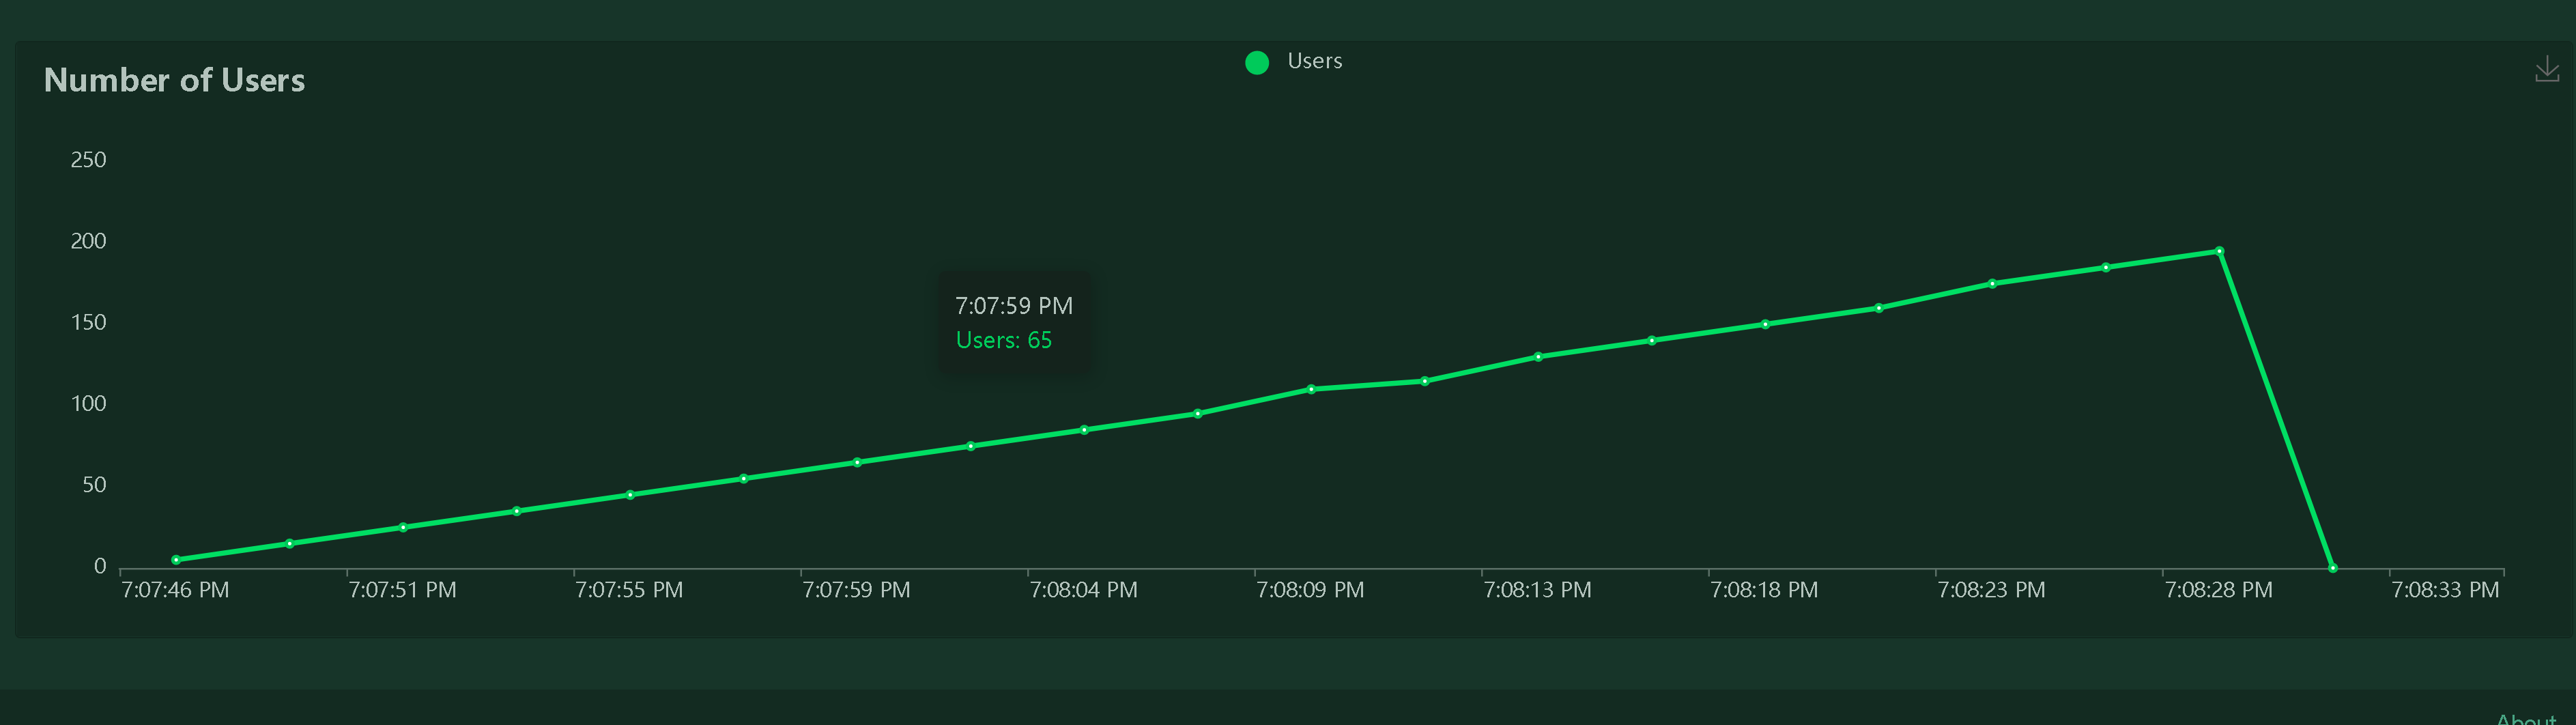 Users
Number of Users
250
200
150
100
50
0
7:07:59 PM
Users: 65
7:07:46 PM
7:07:51 PM
7:07:55 PM
7:07:59 PM
7:08:04 PM
7:08:09 PM
7:08:13 PM
7:08:18 PM
7:08:23 PM
7:08:28 PM
7:08:33 PM
About